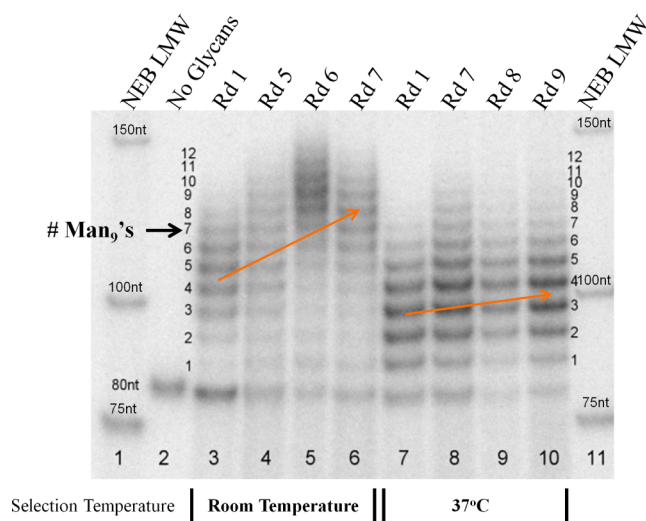 NEB LMW
No Glycans
Rd 1
Rd 5
Rd 6
Rd 7
Rd 1
Rd 7
Rd 8
Rd 9
NEB LMW
150nt
100nt
80nt
75nt
# Man₉'s
12
11
10
9
8
7
6
5
4
3
2
1
150nt
12
11
10
9
8
7
6
5
4
100nt
3
2
1
75nt
1 2 3 4 5 6 7 8 9 10 11
Selection Temperature Room Temperature 37°C